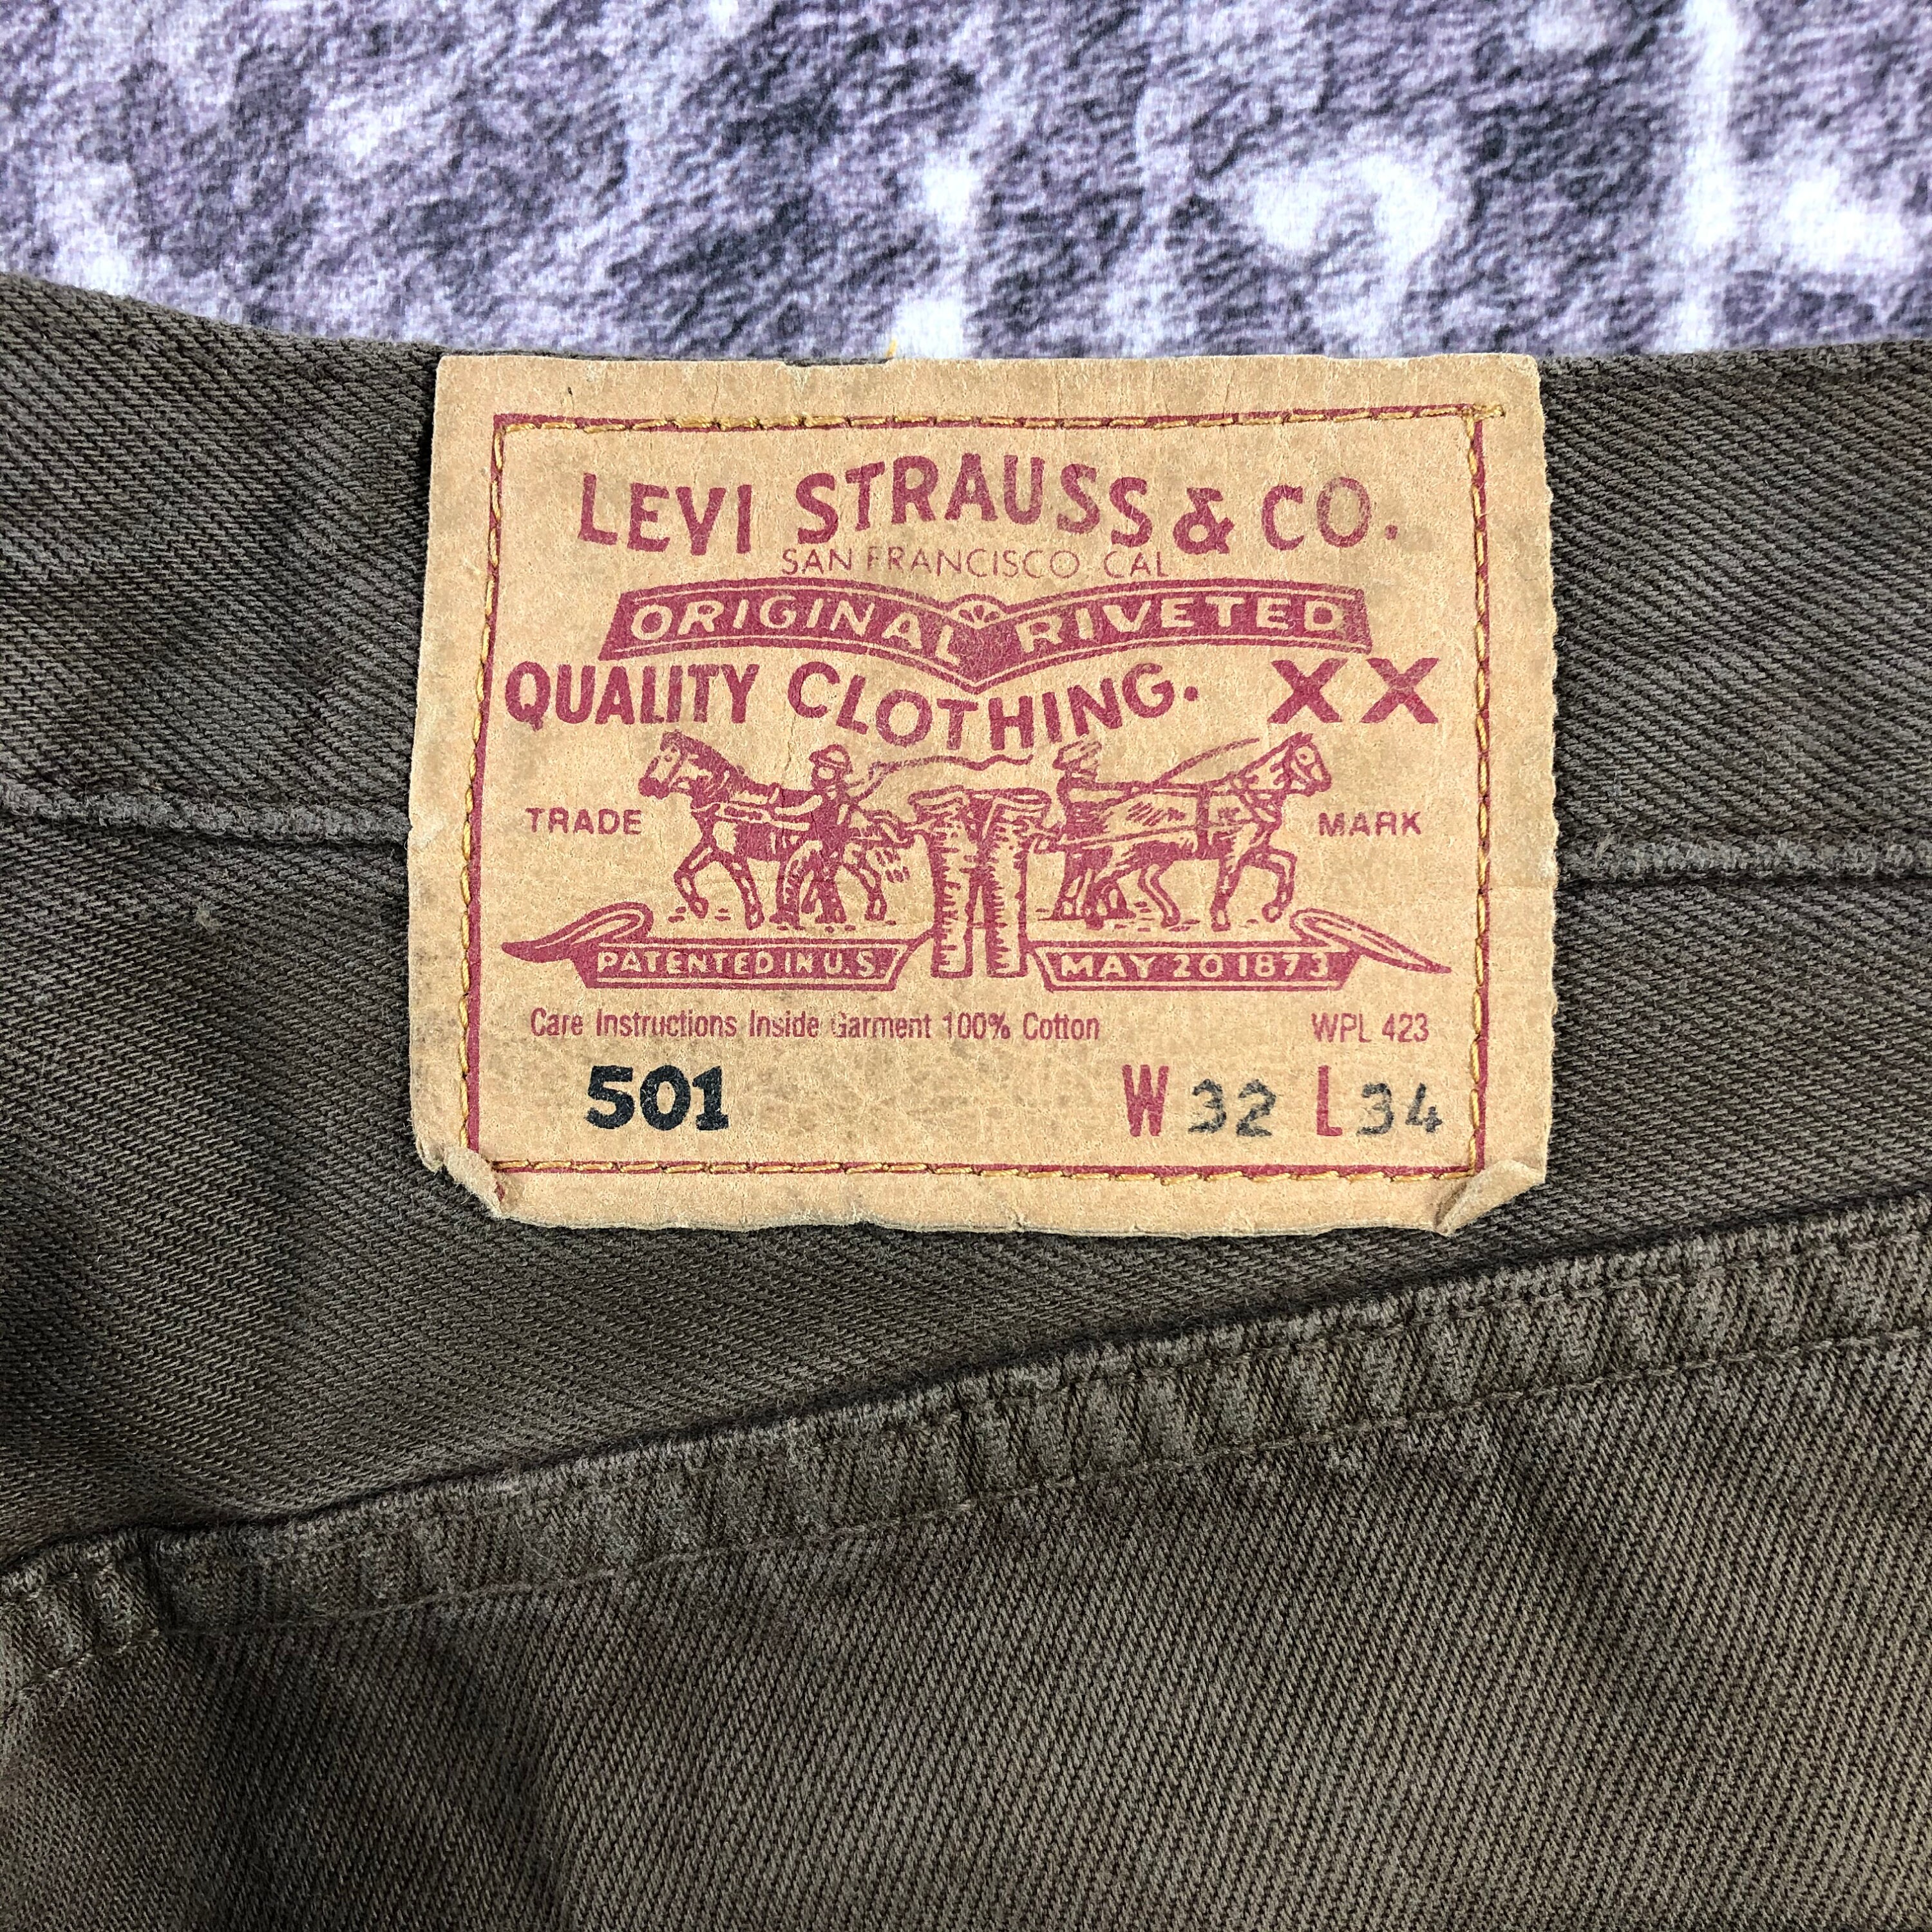 LEVI STRAUSS & CO.
SAN FRANCISCO CAL
ORIGINAL RIVETED
QUALITY CLOTHING. XX
TRADE MARK
PATENTED IN U.S. MAY 20 1873
Care Instructions Inside Garment 100% Cotton WPL 423
501 W 32 L 34